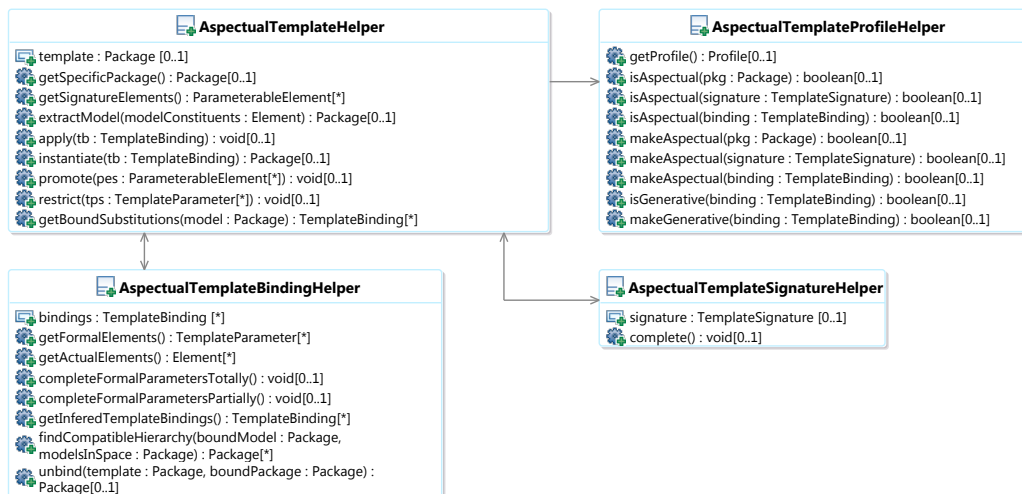 AspectualTemplateHelper
template : Package [0..1]
getSpecificPackage() : Package[0..1]
getSignatureElements() : ParameterableElement[*]
extractModel(modelConstituents : Element) : Package[0..1]
apply(tb : TemplateBinding) : void[0..1]
instantiate(tb : TemplateBinding) : Package[0..1]
promote(pes : ParameterableElement[*]) : void[0..1]
restrict(tps : TemplateParameter[*]) : void[0..1]
getBoundSubstitutions(model : Package) : TemplateBinding[*]
AspectualTemplateProfileHelper
getProfile() : Profile[0..1]
isAspectual(pkg : Package) : boolean[0..1]
isAspectual(signature : TemplateSignature) : boolean[0..1]
isAspectual(binding : TemplateBinding) : boolean[0..1]
makeAspectual(pkg : Package) : boolean[0..1]
makeAspectual(signature : TemplateSignature) : boolean[0..1]
makeAspectual(binding : TemplateBinding) : boolean[0..1]
isGenerative(binding : TemplateBinding) : boolean[0..1]
makeGenerative(binding : TemplateBinding) : boolean[0..1]
AspectualTemplateBindingHelper
bindings : TemplateBinding [*]
getFormalElements() : TemplateParameter[*]
getActualElements() : Element[*]
completeFormalParametersTotally() : void[0..1]
completeFormalParametersPartially() : void[0..1]
getInferedTemplateBindings() : TemplateBinding[*]
findCompatibleHierarchy(boundModel : Package,
modelsInSpace : Package) : Package[*]
unbind(template : Package, boundPackage : Package) :
Package[0..1]
AspectualTemplateSignatureHelper
signature : TemplateSignature [0..1]
complete() : void[0..1]